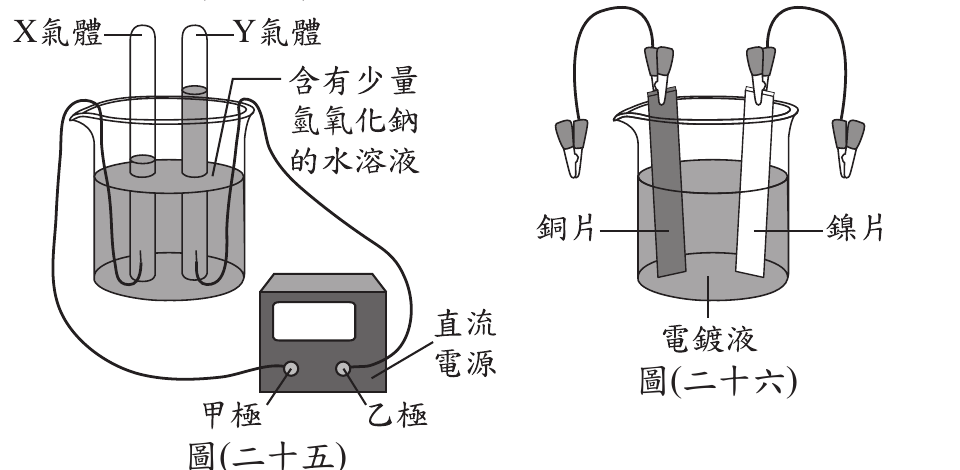 X氣體
Y氣體
含有少量
氫氧化鈉
的水溶液
直流
電源
甲極
乙極
圖(二十五)
銅片
鎳片
電鍍液
圖(二十六)